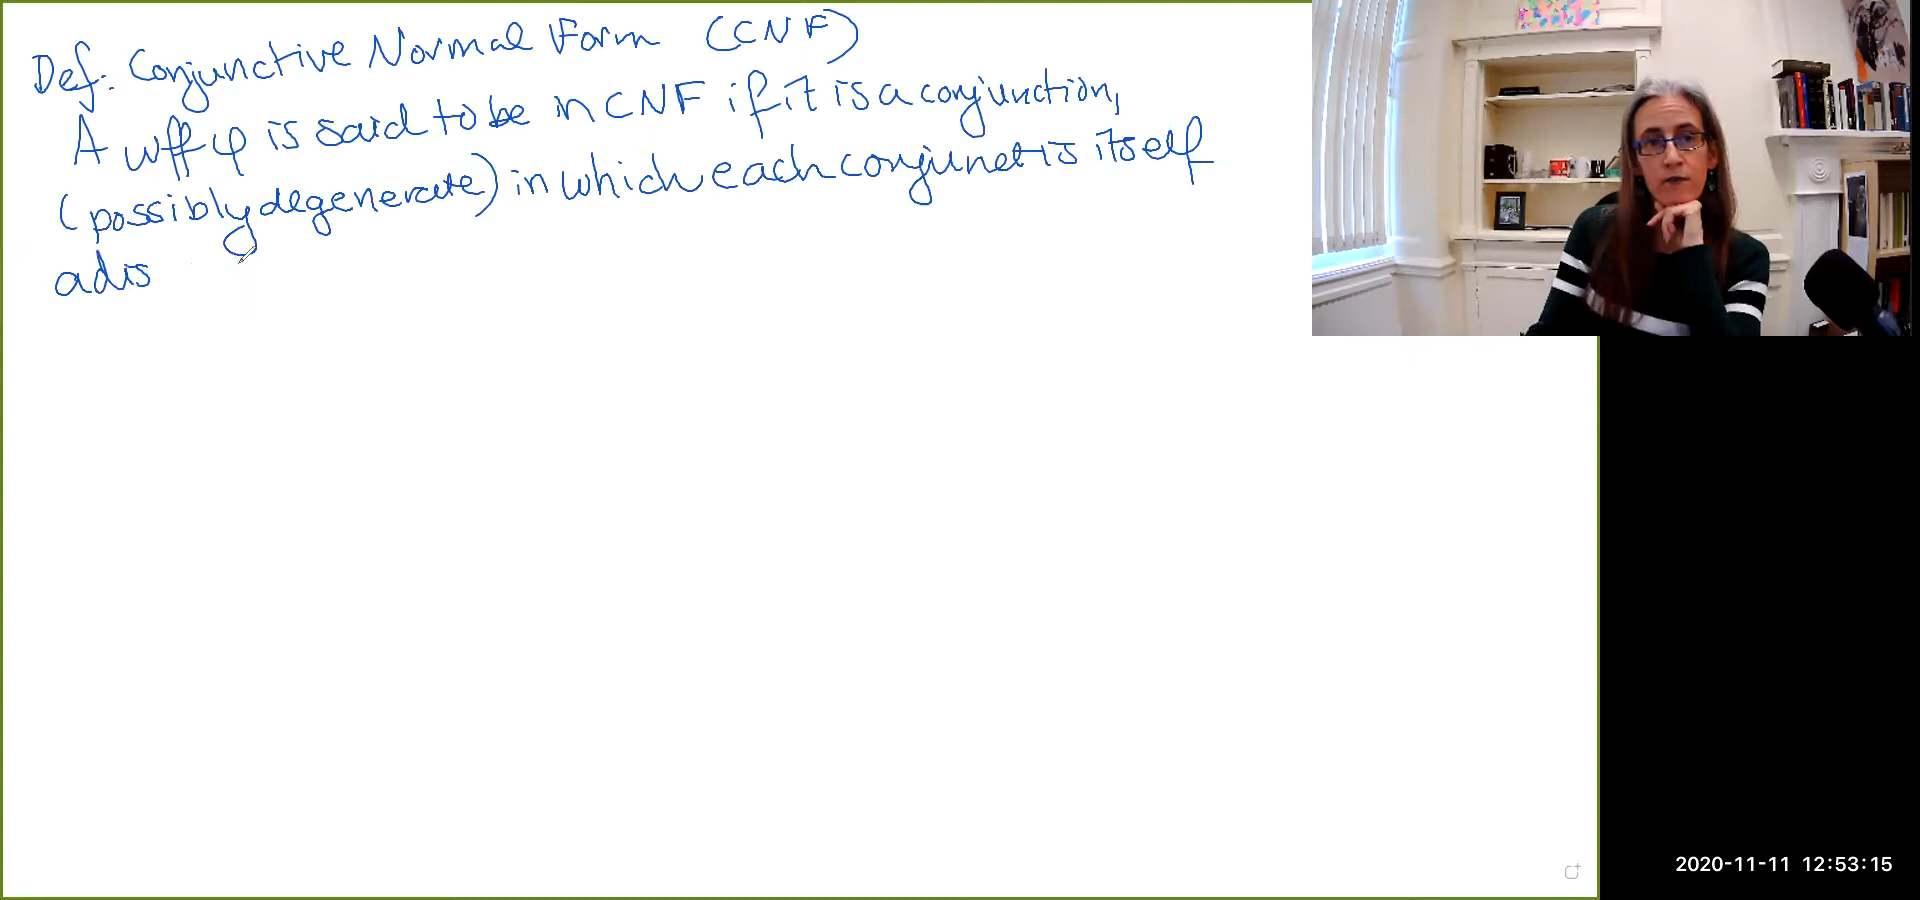 Def: Conjunctive Normal Form (CNF)
A wff φ is said to be in CNF if it is a conjunction,
(possibly degenerate) in which each conjunct is itself
a dis
2020-11-11 12:53:15